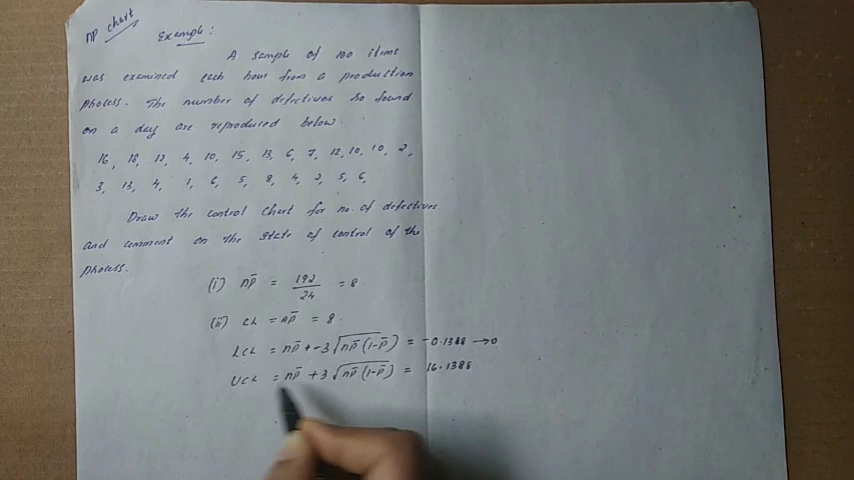 np chart
Example:
A sample of 100 items
was examined each hour from a production
process. The number of defectives so found
on a day are reproduced below.
16, 18, 12, 4, 10, 15, 13, 6, 7, 12, 10, 10, 2,
3, 13, 4, 1, 6, 5, 8, 4, 2, 5, 6,
Draw the control chart for no. of defectives
and comment on the state of control of the
process.
(i) np̄ = 192/24 = 8.
(ii) CL = np̄ = 8.
LCL = np̄ + -3√np̄(1-p̄) = -0.1388 → 0
UCL = np̄ + 3√np̄(1-p̄) = 16.1388